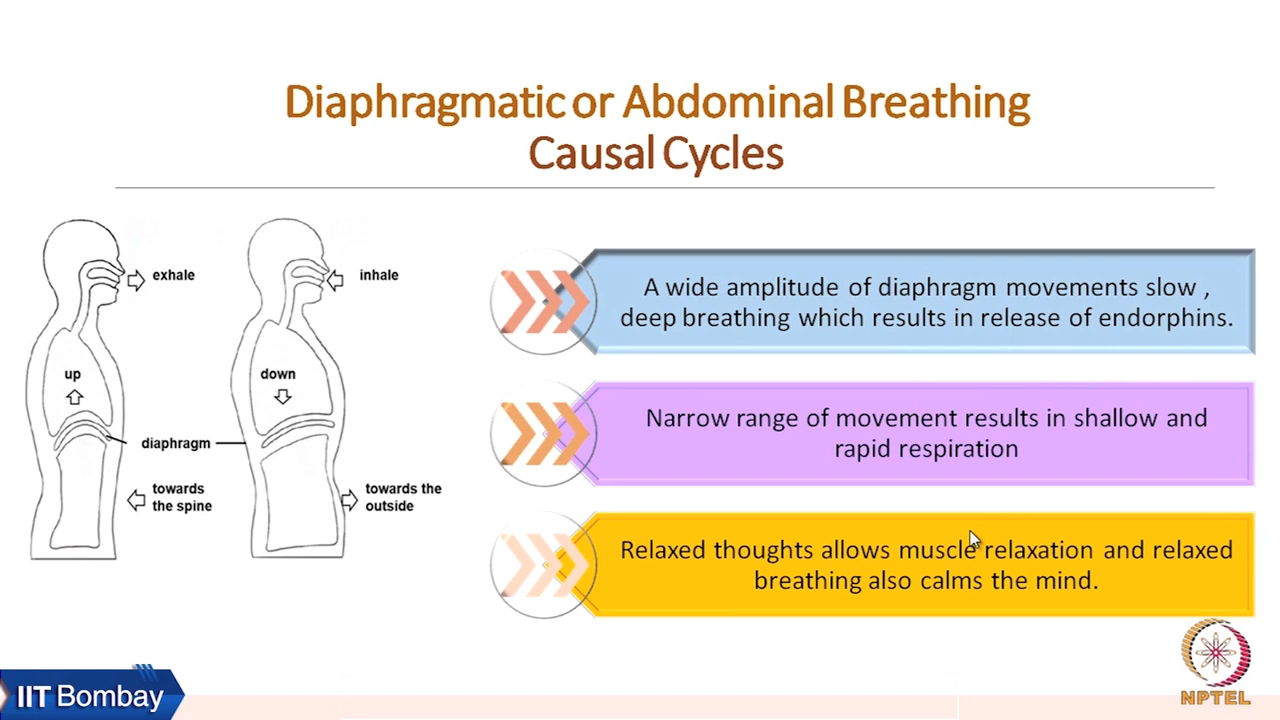 Diaphragmatic or Abdominal Breathing
Causal Cycles
exhale
inhale
up
down
diaphragm
towards
the spine
towards the
outside
A wide amplitude of diaphragm movements slow ,
deep breathing which results in release of endorphins.
Narrow range of movement results in shallow and
rapid respiration
Relaxed thoughts allows muscle relaxation and relaxed
breathing also calms the mind.
IIT Bombay
NPTEL